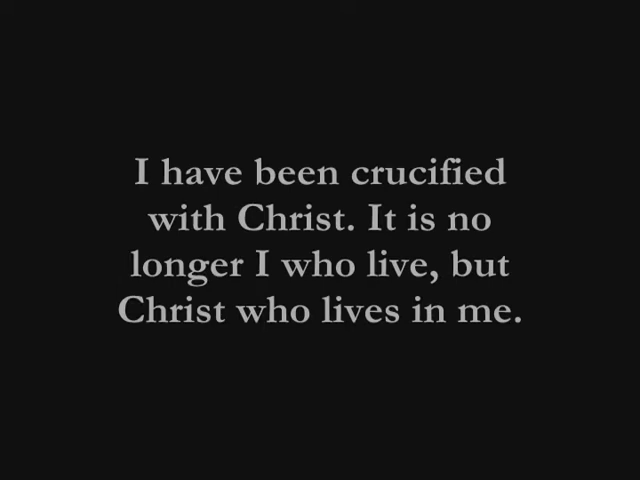 I have been crucified
with Christ. It is no
longer I who live, but
Christ who lives in me.